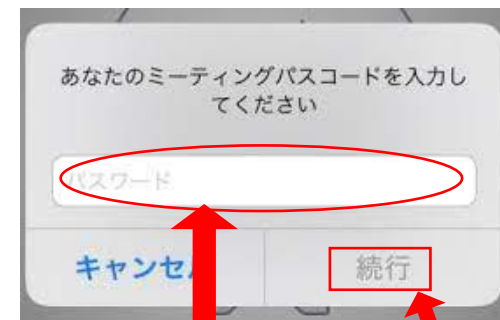 あなたのミーティングパスコードを入力し
てください
パスワード
キャンセル
続行